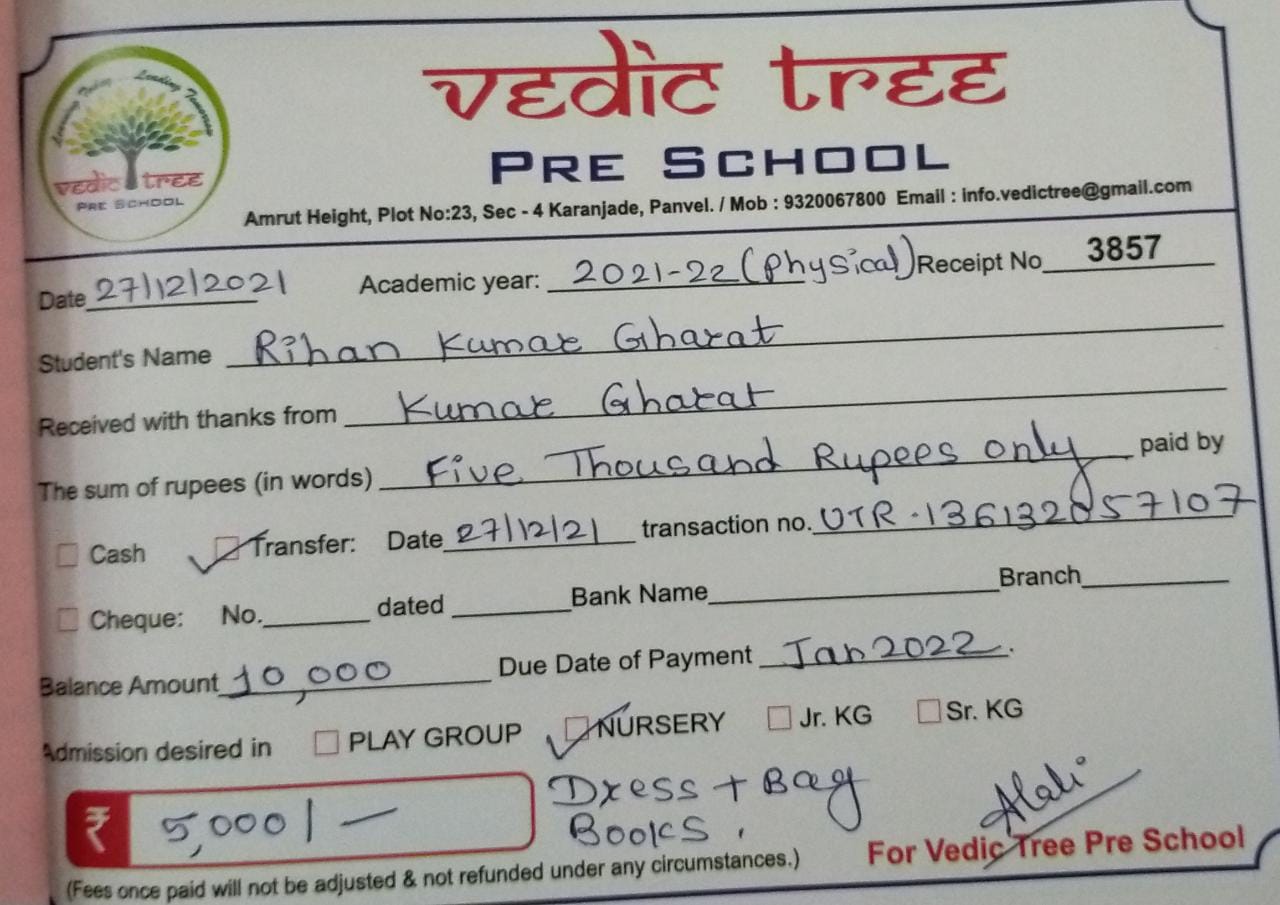 Learning Today... Leading Tomorrow
vedic tree
PRE SCHOOL
vedic tree
PRE SCHOOL
Amrut Height, Plot No:23, Sec - 4 Karanjade, Panvel. / Mob : 9320067800 Email : info.vedictree@gmail.com
Date 27/12/2021 Academic year: 2021-22 (Physical) Receipt No 3857
Student's Name Rihan Kumar Gharat
Received with thanks from Kumar Gharat
The sum of rupees (in words) Five Thousand Rupees only paid by
Cash Transfer: Date 27/12/21 transaction no. UTR - 136132057107
Cheque: No. dated Bank Name Branch
Balance Amount 10,000 Due Date of Payment Jan 2022.
Admission desired in PLAY GROUP NURSERY Jr. KG Sr. KG
₹ 5,000/- Dress + Bag
Books.
For Vedic Tree Pre School
(Fees once paid will not be adjusted & not refunded under any circumstances.)